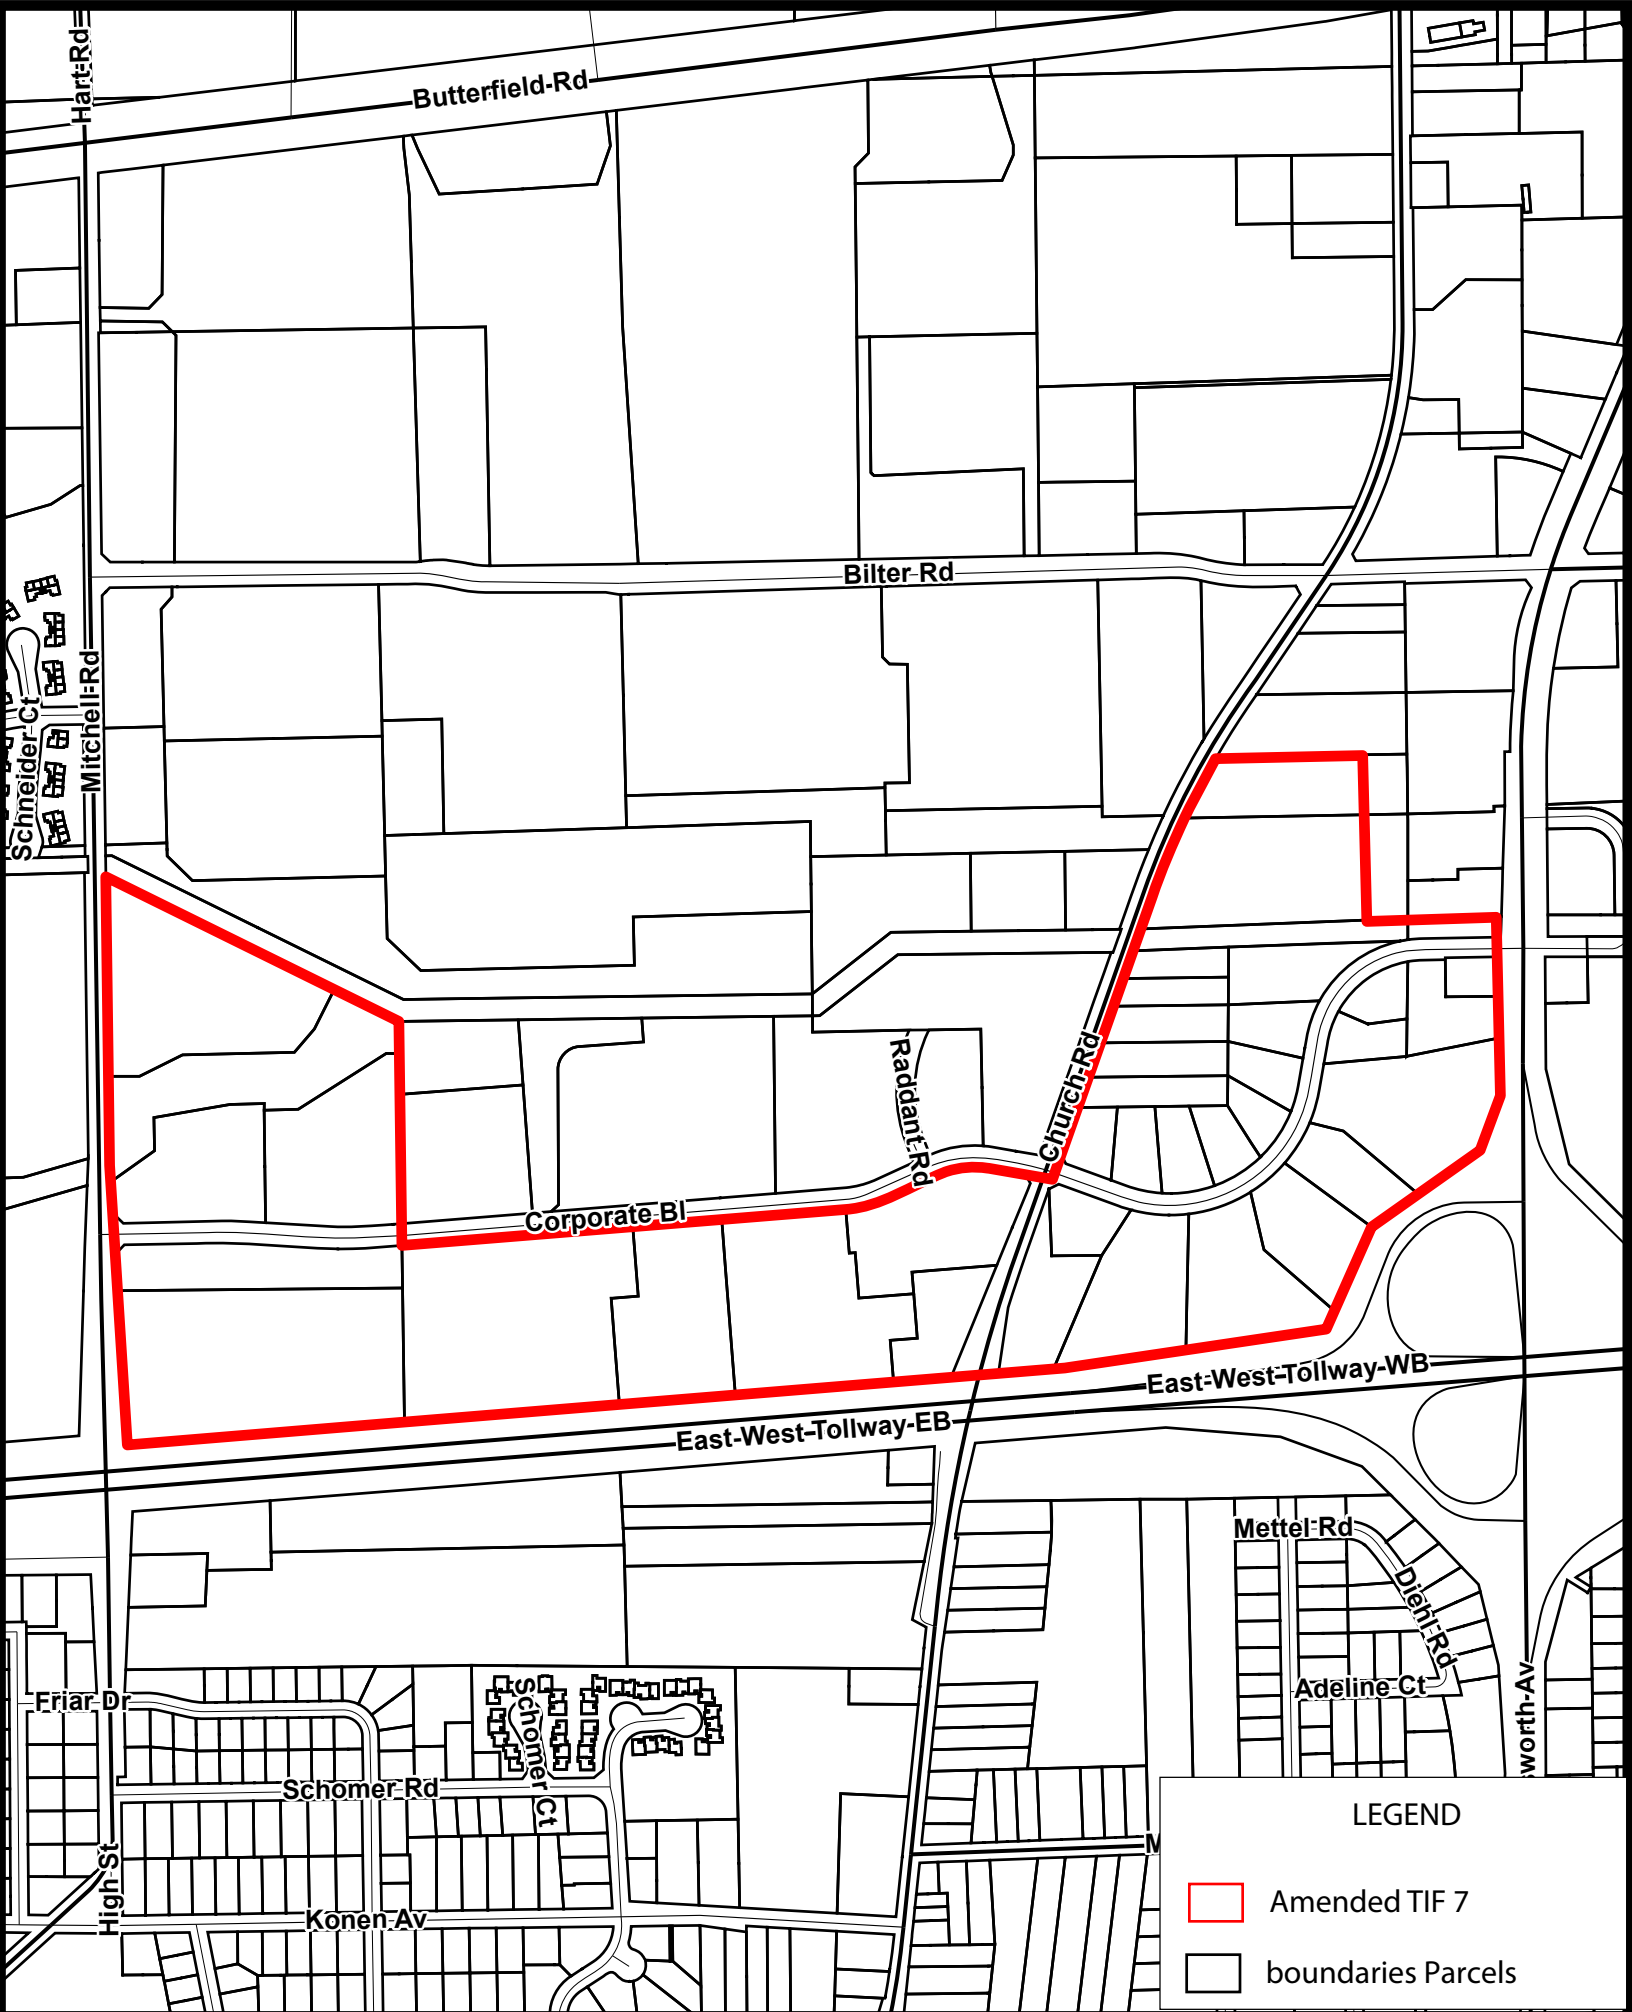 Hart Rd
Butterfield Rd
Bilter Rd
Mitchell Rd
Schneider Ct
Raddant Rd
Church Rd
Corporate Bl
East-West Tollway WB
East-West Tollway EB
Mettel Rd
Diehl Rd
Adeline Ct
sworth Av
Friar Dr
Schomer Ct
Schomer Rd
High St
Konen Av
M
LEGEND
Amended TIF 7
boundaries Parcels